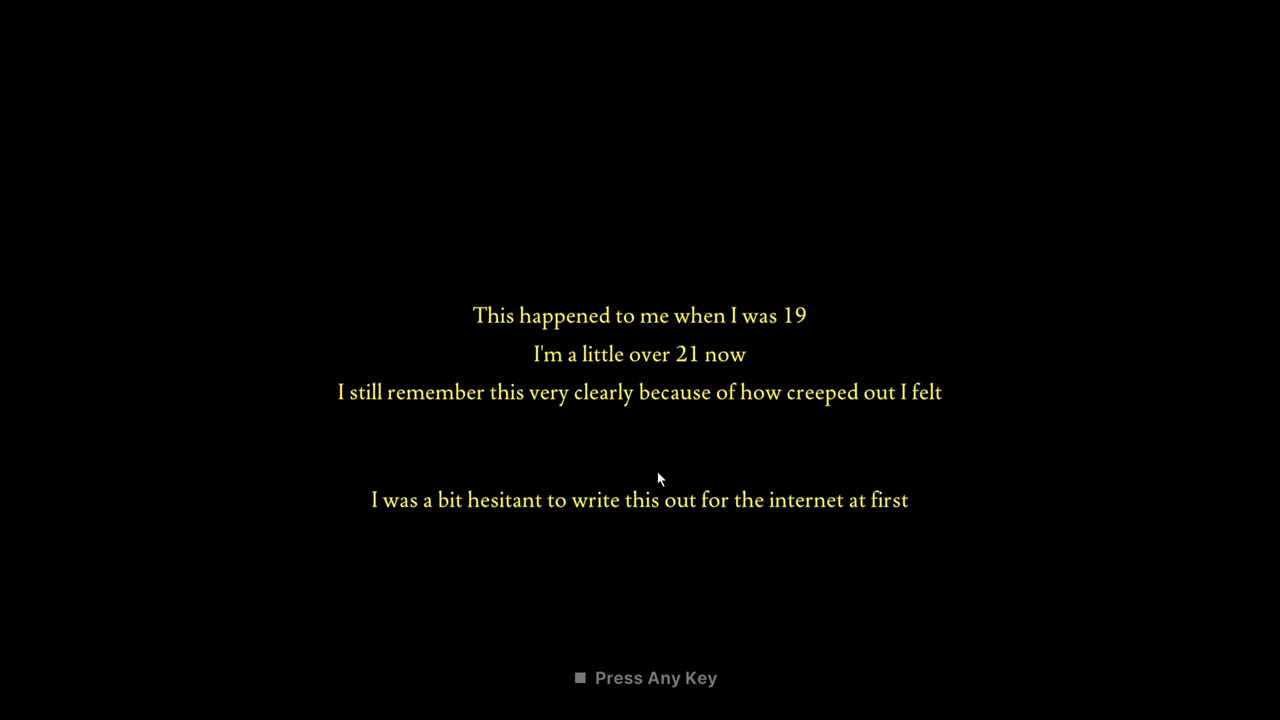 This happened to me when I was 19
I'm a little over 21 now
I still remember this very clearly because of how creeped out I felt
I was a bit hesitant to write this out for the internet at first
Press Any Key